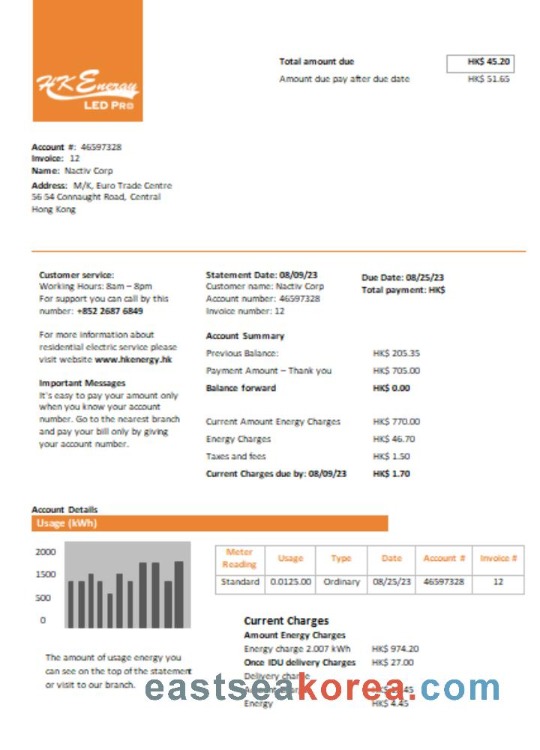 HK Energy
LED PRO
Total amount due HK$ 45.20
Amount due pay after due date HK$ 51.65
Account #: 46597328
Invoice: 12
Name: Nactiv Corp
Address: M/K, Euro Trade Centre
56 54 Connaught Road, Central
Hong Kong
Customer service:
Working Hours: 8am – 8pm
For support you can call by this
number: +852 2687 6849
For more information about
residential electric service please
visit website www.hkenergy.hk
Important Messages
It's easy to pay your amount only
when you know your account
number. Go to the nearest branch
and pay your bill only by giving
your account number.
Statement Date: 08/09/23
Customer name: Nactiv Corp
Account number: 46597328
Invoice number: 12
Due Date: 08/25/23
Total payment: HK$
Account Summary
Previous Balance: HK$ 205.35
Payment Amount – Thank you HK$ 705.00
Balance forward HK$ 0.00
Current Amount Energy Charges HK$ 770.00
Energy Charges HK$ 46.70
Taxes and fees HK$ 1.50
Current Charges due by: 08/09/23 HK$ 1.70
Account Details
Usage (kWh)
2000
1500
500
0
The amount of usage energy you
can see on the top of the statement
or visit to our branch.
Meter Reading Usage Type Date Account # Invoice #
Standard 0.0125.00 Ordinary 08/25/23 46597328 12
Current Charges
Amount Energy Charges
Energy charge 2.007 kWh HK$ 974.20
Once IDU delivery Charges HK$ 27.00
Delivery charge
Energy HK$ 4.45
eastseakorea.com